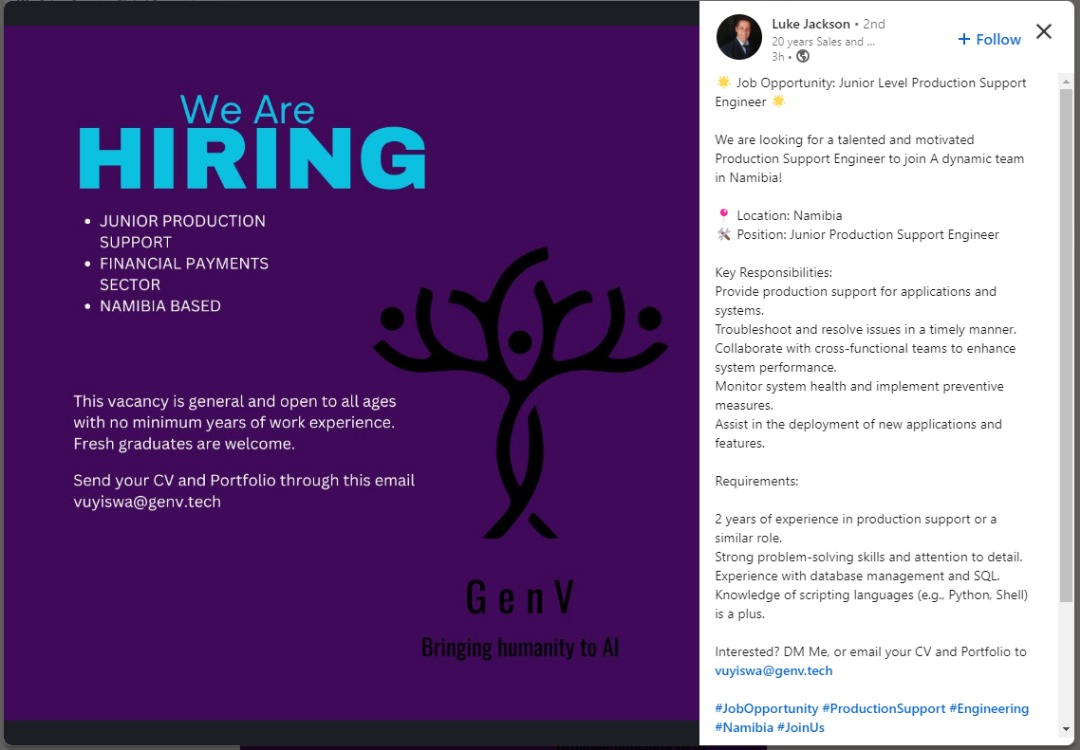 We Are
HIRING
• JUNIOR PRODUCTION
SUPPORT
• FINANCIAL PAYMENTS
SECTOR
• NAMIBIA BASED
This vacancy is general and open to all ages
with no minimum years of work experience.
Fresh graduates are welcome.
Send your CV and Portfolio through this email
vuyiswa@genv.tech
GenV
Bringing humanity to AI
Luke Jackson • 2nd
20 years Sales and ...
3h •
+ Follow
🌟 Job Opportunity: Junior Level Production Support
Engineer 🌟
We are looking for a talented and motivated
Production Support Engineer to join A dynamic team
in Namibia!
📍 Location: Namibia
🛠 Position: Junior Production Support Engineer
Key Responsibilities:
Provide production support for applications and
systems.
Troubleshoot and resolve issues in a timely manner.
Collaborate with cross-functional teams to enhance
system performance.
Monitor system health and implement preventive
measures.
Assist in the deployment of new applications and
features.
Requirements:
2 years of experience in production support or a
similar role.
Strong problem-solving skills and attention to detail.
Experience with database management and SQL.
Knowledge of scripting languages (e.g., Python, Shell)
is a plus.
Interested? DM Me, or email your CV and Portfolio to
vuyiswa@genv.tech
#JobOpportunity #ProductionSupport #Engineering
#Namibia #JoinUs